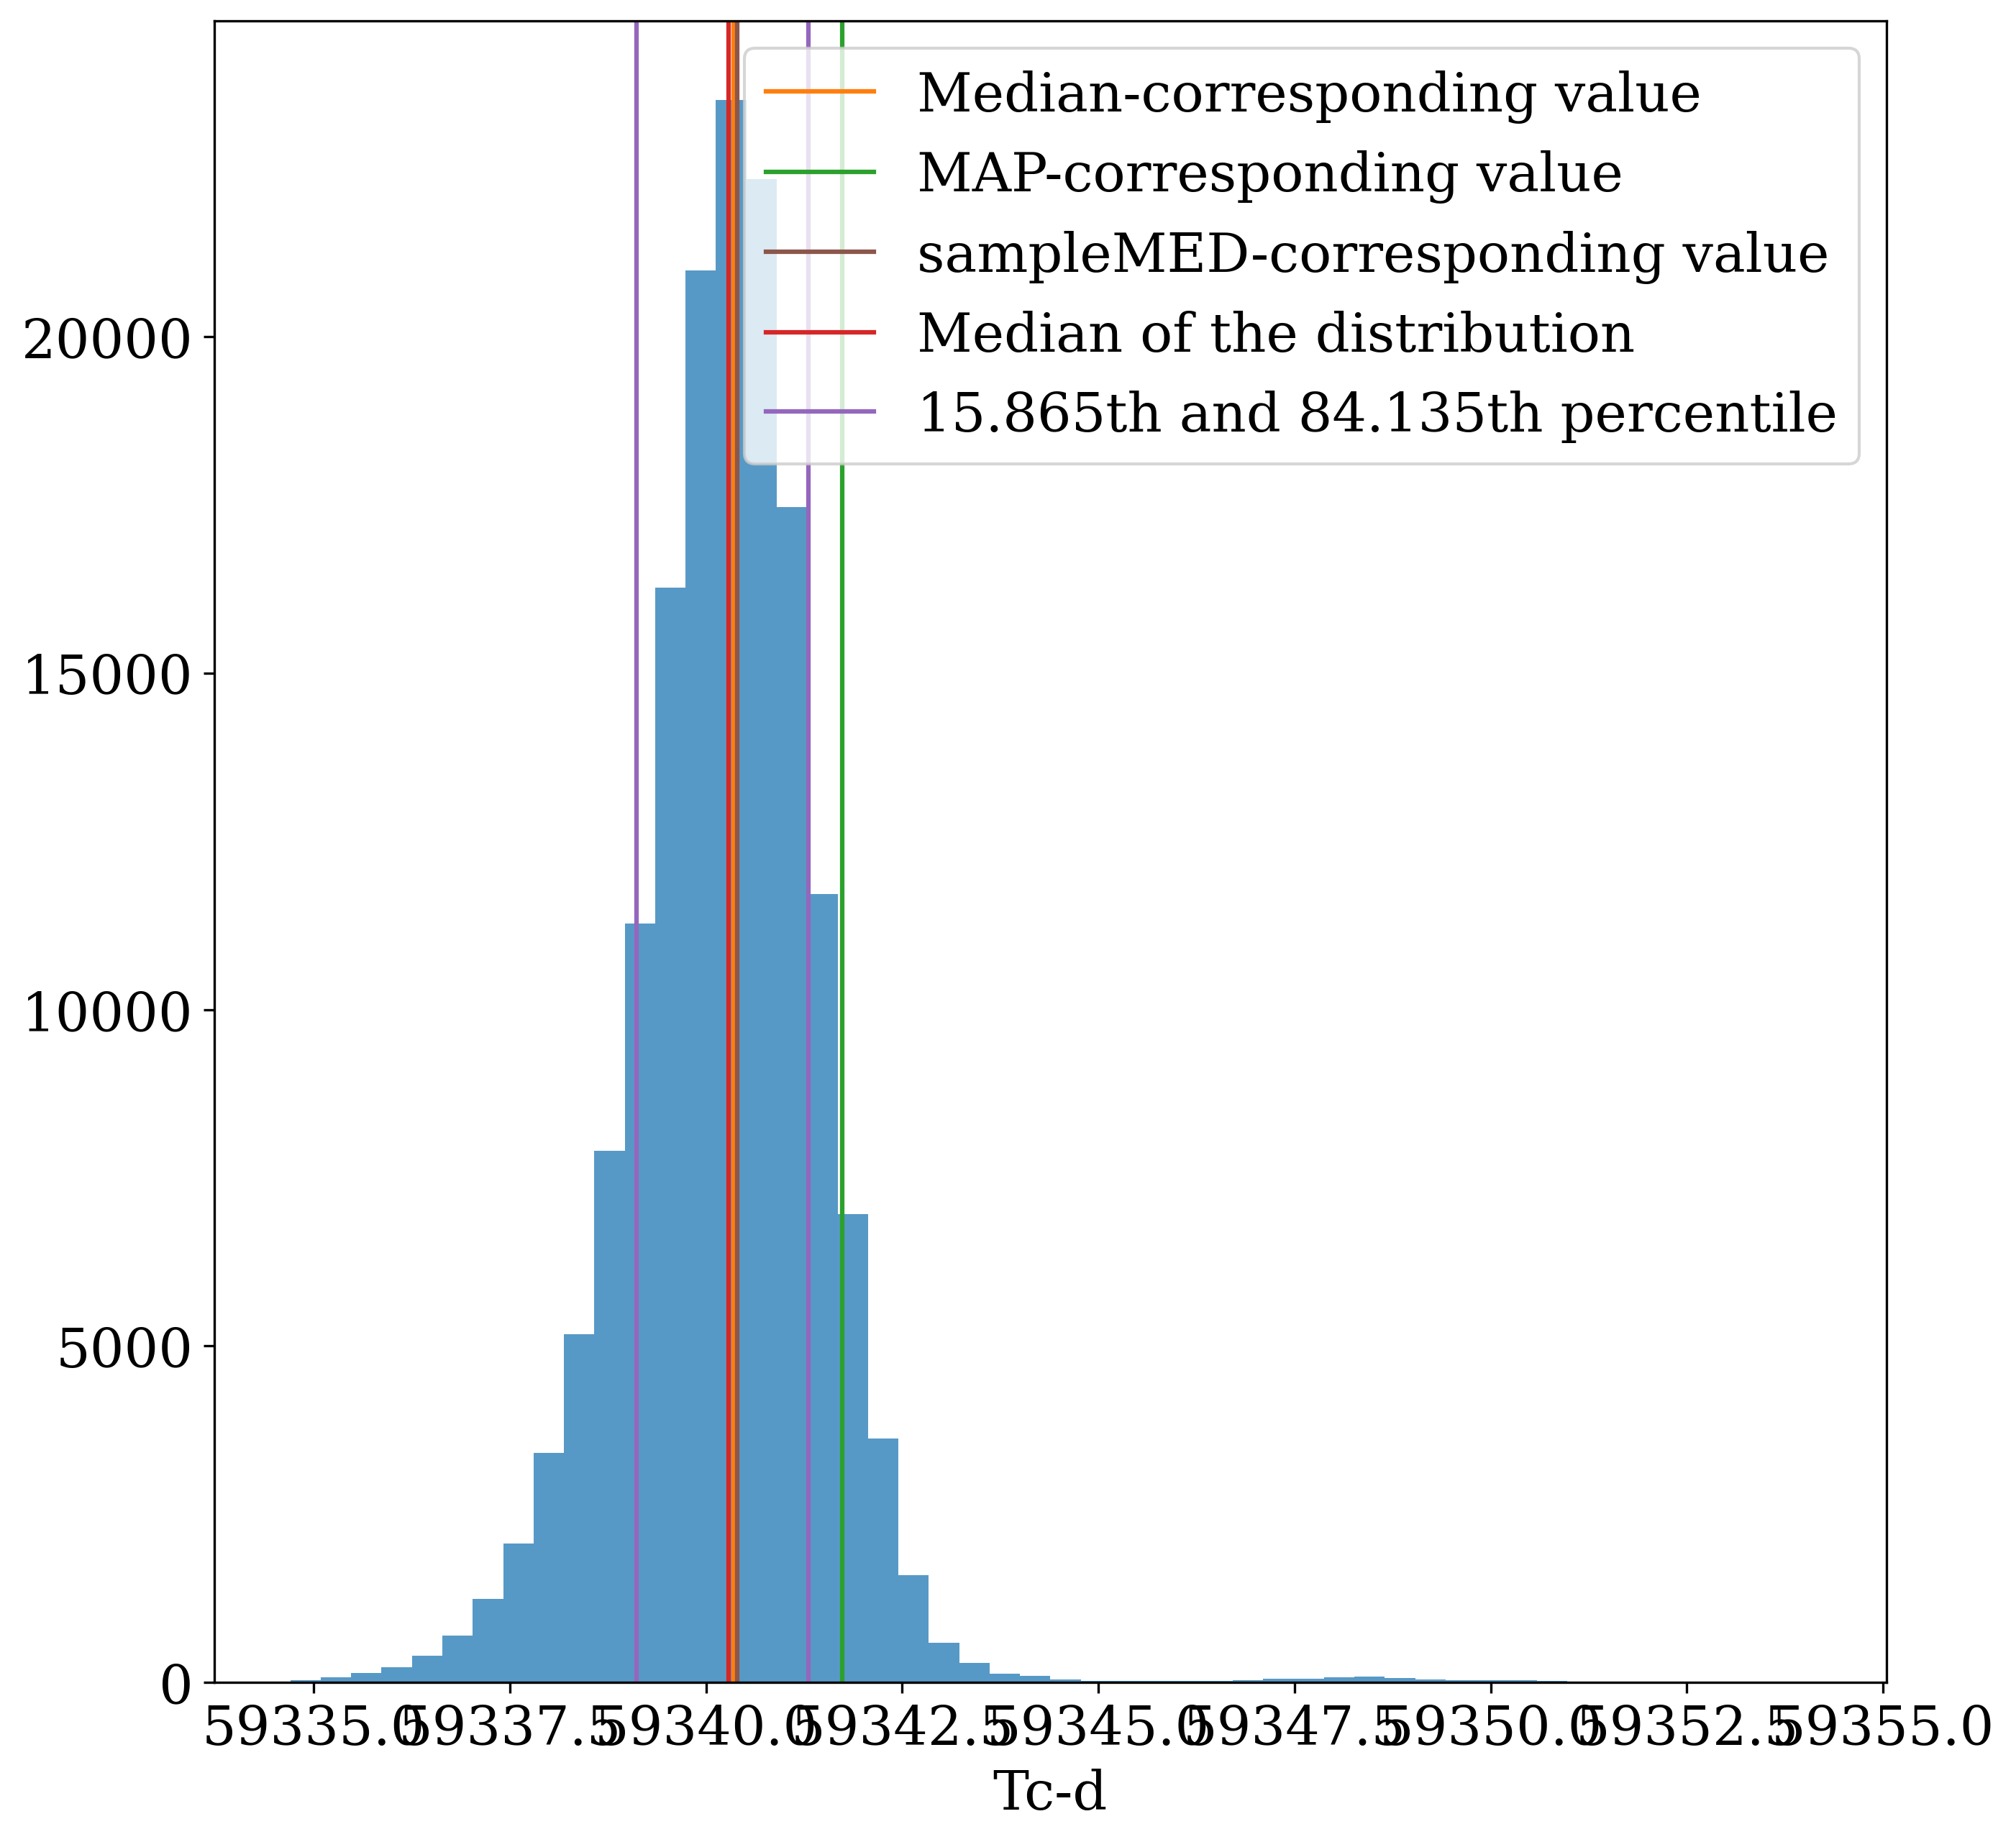 Median-corresponding value
MAP-corresponding value
sampleMED-corresponding value
Median of the distribution
15.865th and 84.135th percentile
20000
15000
10000
5000
0
59335.0 59337.5 59340.0 59342.5 59345.0 59347.5 59350.0 59352.5 59355.0
Tc-d